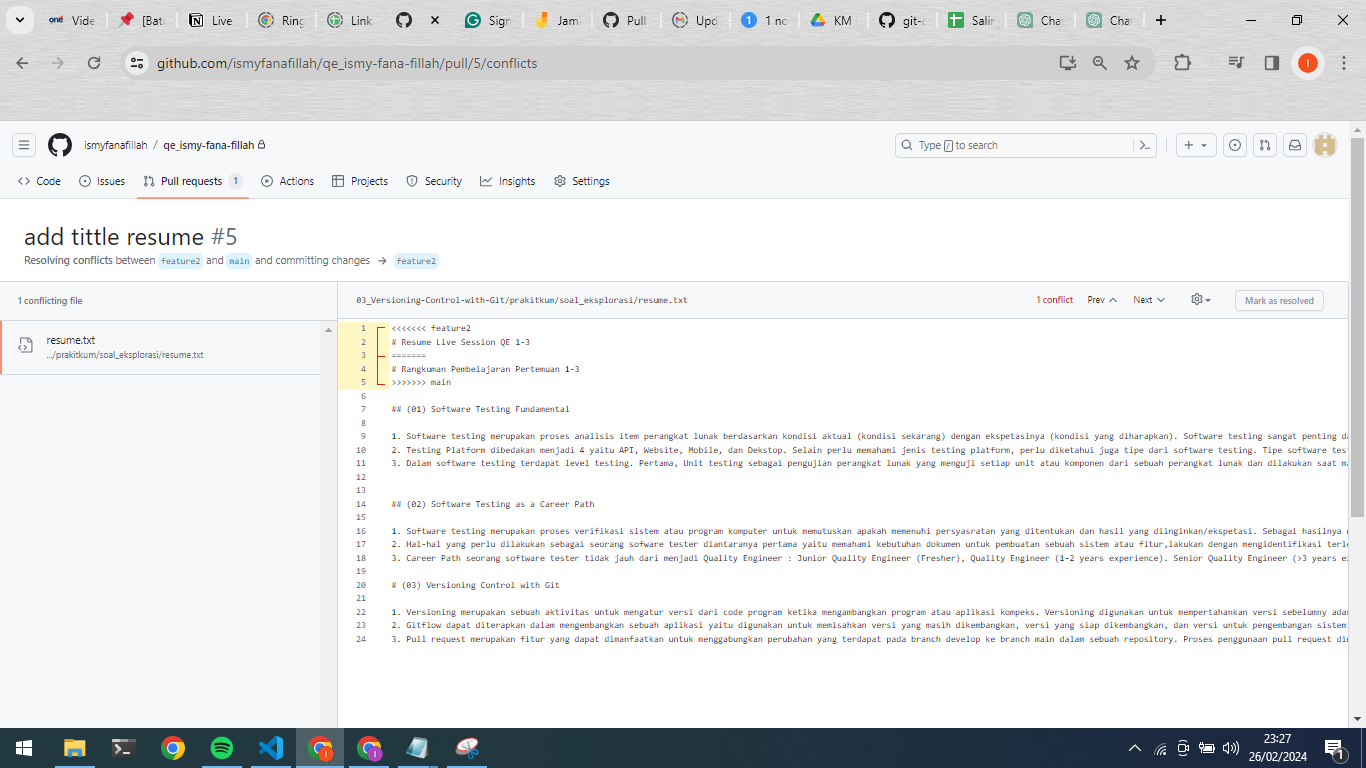 Vide
[Bat
Live
Ring
Link
Sign
Jam
Pull
Upd
1 no
KM
git-c
Salin
Cha
Cha
github.com/ismyfanafillah/qe_ismy-fana-fillah/pull/5/conflicts
I
ismyfanafillah / qe_ismy-fana-fillah
Type / to search
Code
Issues
Pull requests 1
Actions
Projects
Security
Insights
Settings
add tittle resume #5
Resolving conflicts between feature2 and main and committing changes → feature2
1 conflicting file
resume.txt
.../prakitkum/soal_eksplorasi/resume.txt
03_Versioning-Control-with-Git/prakitkum/soal_eksplorasi/resume.txt
1 conflict Prev Next
Mark as resolved
1 <<<<<<< feature2
2 # Resume Live Session QE 1-3
3 =======
4 # Rangkuman Pembelajaran Pertemuan 1-3
5 >>>>>>> main
6
7 ## (01) Software Testing Fundamental
8
9 1. Software testing merupakan proses analisis item perangkat lunak berdasarkan kondisi aktual (kondisi sekarang) dengan ekspetasinya (kondisi yang diharapkan). Software testing sangat penting da
10 2. Testing Platform dibedakan menjadi 4 yaitu API, Website, Mobile, dan Dekstop. Selain perlu memahami jenis testing platform, perlu diketahui juga tipe dari software testing. Tipe software tes
11 3. Dalam software testing terdapat level testing. Pertama, Unit testing sebagai pengujian perangkat lunak yang menguji setiap unit atau komponen dari sebuah perangkat lunak dan dilakukan saat ma
12
13
14 ## (02) Software Testing as a Career Path
15
16 1. Software testing merupakan proses verifikasi sistem atau program komputer untuk memutuskan apakah memenuhi persyasratan yang ditentukan dan hasil yang diinginkan/ekspetasi. Sebagai hasilnya
17 2. Hal-hal yang perlu dilakukan sebagai seorang sofware tester diantaranya pertama yaitu memahami kebutuhan dokumen untuk pembuatan sebuah sistem atau fitur,lakukan dengan mengidentifikasi terl
18 3. Career Path seorang software tester tidak jauh dari menjadi Quality Engineer : Junior Quality Engineer (Fresher), Quality Engineer (1-2 years experience). Senior Quality Engineer (>3 years e
19
20 # (03) Versioning Control with Git
21
22 1. Versioning merupakan sebuah aktivitas untuk mengatur versi dari code program ketika mengambangkan program atau aplikasi kompeks. Versioning digunakan untuk mempertahankan versi sebelumny ada
23 2. Gitflow dapat diterapkan dalam mengembangkan sebuah aplikasi yaitu digunakan untuk memisahkan versi yang masih dikembangkan, versi yang siap dikembangkan, dan versi untuk pengembangan sistem
24 3. Pull request merupakan fitur yang dapat dimanfaatkan untuk menggabungkan perubahan yang terdapat pada branch develop ke branch main dalam sebuah repository. Proses penggunaan pull request di
23:27
26/02/2024
1